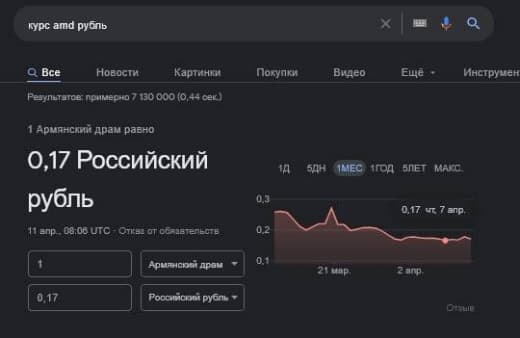 курс amd рубль
Все Новости Картинки Покупки Видео Ещё Инструмен
Результатов: примерно 7 130 000 (0,44 сек.)
1 Армянский драм равно
0,17 Российский
рубль
11 апр., 08:06 UTC · Отказ от обязательств
1 Армянский драм
0,17 Российский рубль
1Д 5ДН 1МЕС 1ГОД 5ЛЕТ МАКС.
0,3
0,17 чт, 7 апр.
0,2
0,1
21 мар. 2 апр.
Отзыв